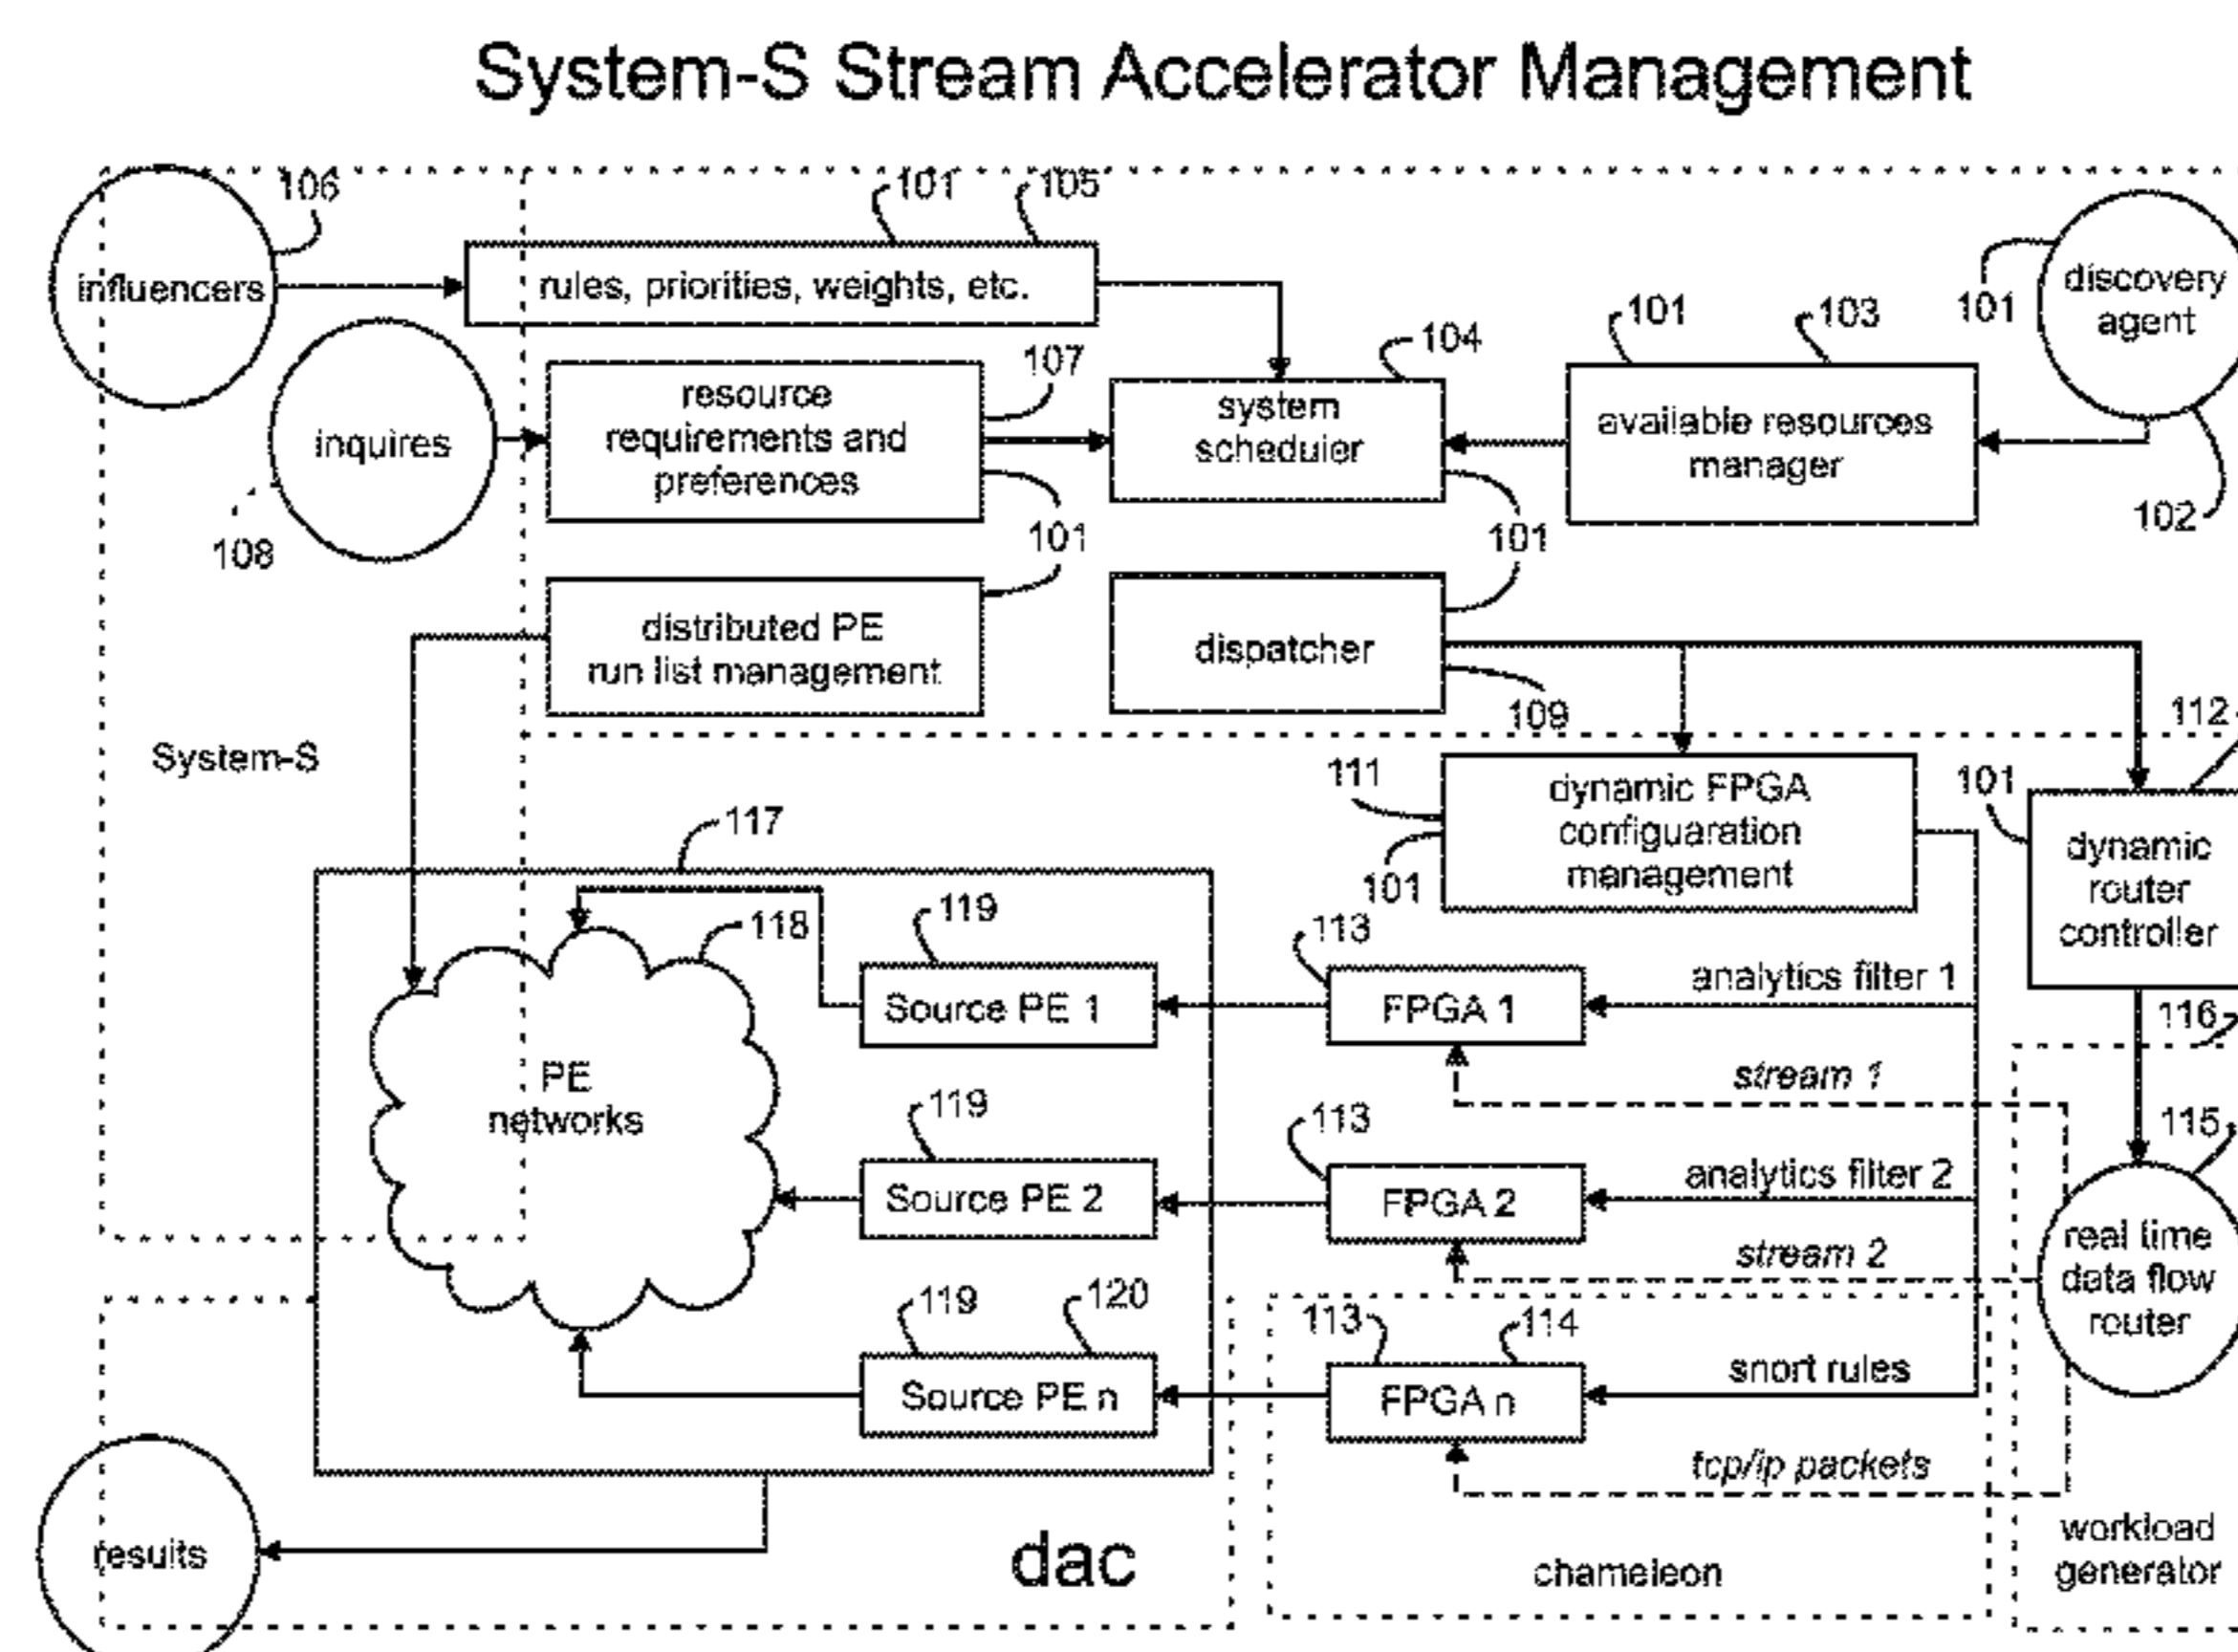 System-S Stream Accelerator Management
106
101
105
influencers
rules, priorities, weights, etc.
101
discovery
agent
101
103
104
107
resource
requirements and
preferences
system
scheduler
available resources
manager
inquires
102
108
101
101
distributed PE
run list management
dispatcher
109
112
System-S
111
101
dynamic FPGA
configuaration
management
101
dynamic
router
controller
117
118
119
113
Source PE 1
FPGA 1
analytics filter 1
116
PE
networks
stream 1
119
113
115
Source PE 2
FPGA 2
analytics filter 2
stream 2
real time
data flow
router
119
120
113
114
Source PE n
FPGA n
snort rules
tcp/ip packets
results
dac
chameleon
workload
generator